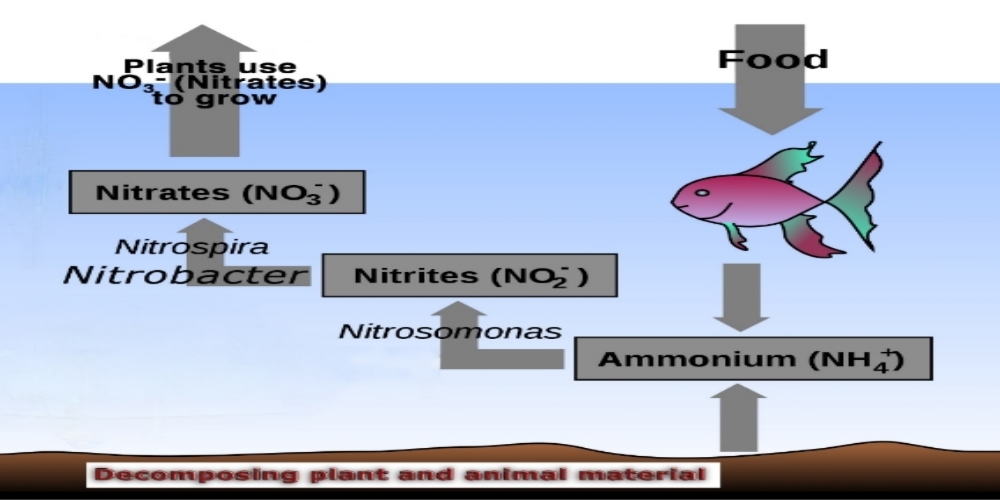 Plants use
NO₃⁻ (Nitrates)
to grow
Food
Nitrates (NO₃⁻)
Nitrospira
Nitrobacter
Nitrites (NO₂⁻)
Nitrosomonas
Ammonium (NH₄⁺)
Decomposing plant and animal material